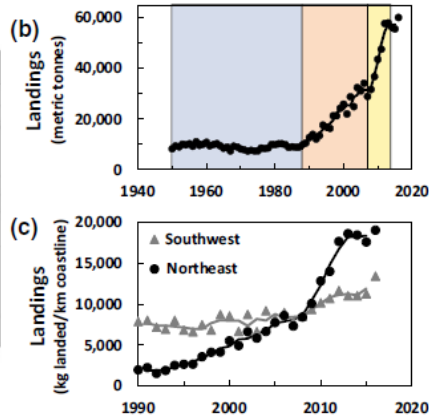 (b)
Landings
(metric tonnes)
60,000
40,000
20,000
0
1940 1960 1980 2000 2020
(c)
Landings
(kg landed/km coastline)
20,000
15,000
10,000
5,000
0
Southwest
Northeast
1990 2000 2010 2020